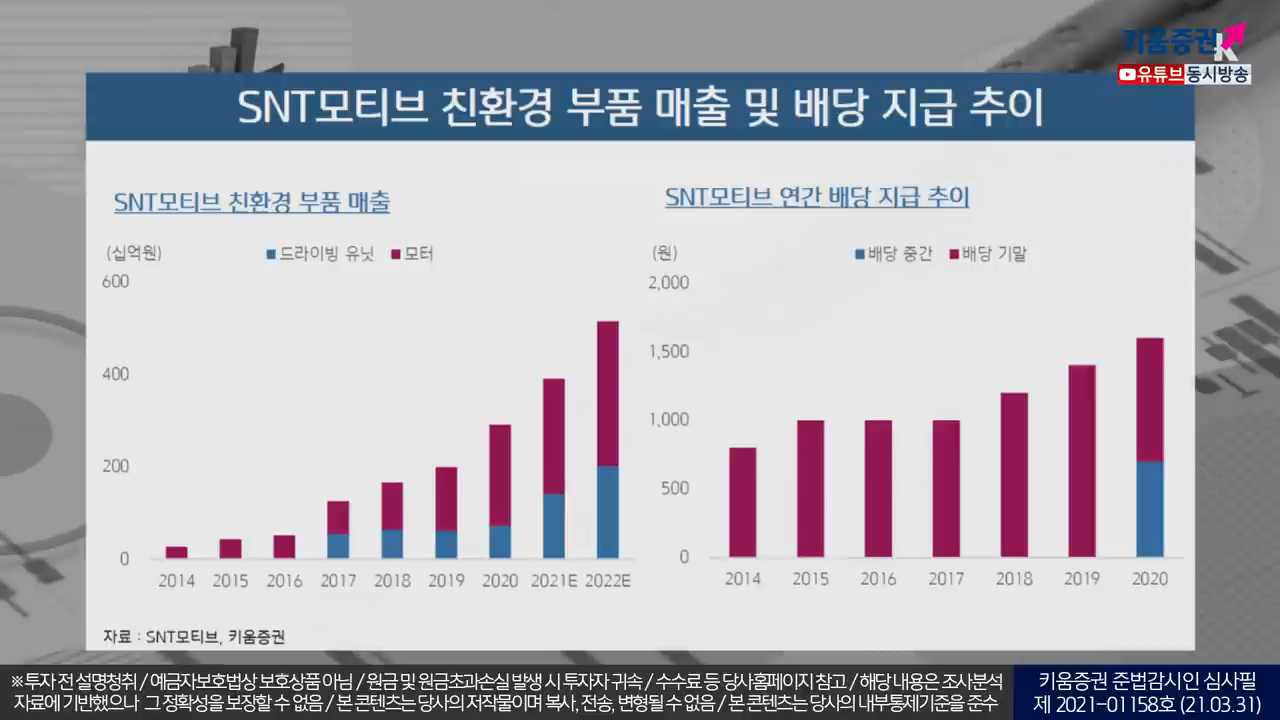 키움증권
유튜브 동시방송
SNT모티브 친환경 부품 매출 및 배당 지급 추이
SNT모티브 친환경 부품 매출
(십억원)
드라이빙 유닛 모터
600
400
200
0
2014 2015 2016 2017 2018 2019 2020 2021E 2022E
SNT모티브 연간 배당 지급 추이
(원)
배당 중간 배당 기말
2,000
1,500
1,000
500
0
2014 2015 2016 2017 2018 2019 2020
자료 : SNT모티브, 키움증권
※ 투자 전 설명청취 / 예금자보호법상 보호상품 아님 / 원금 및 원금초과손실 발생 시 투자자 귀속 / 수수료 등 당사홈페이지 참고 / 해당 내용은 조사분석
자료에 기반했으나 그 정확성을 보장할 수 없음 / 본 콘텐츠는 당사의 저작물이며 복사, 전송, 변형될 수 없음 / 본 콘텐츠는 당사의 내부통제기준을 준수
키움증권 준법감시인 심사필
제 2021-01158호 (21.03.31)